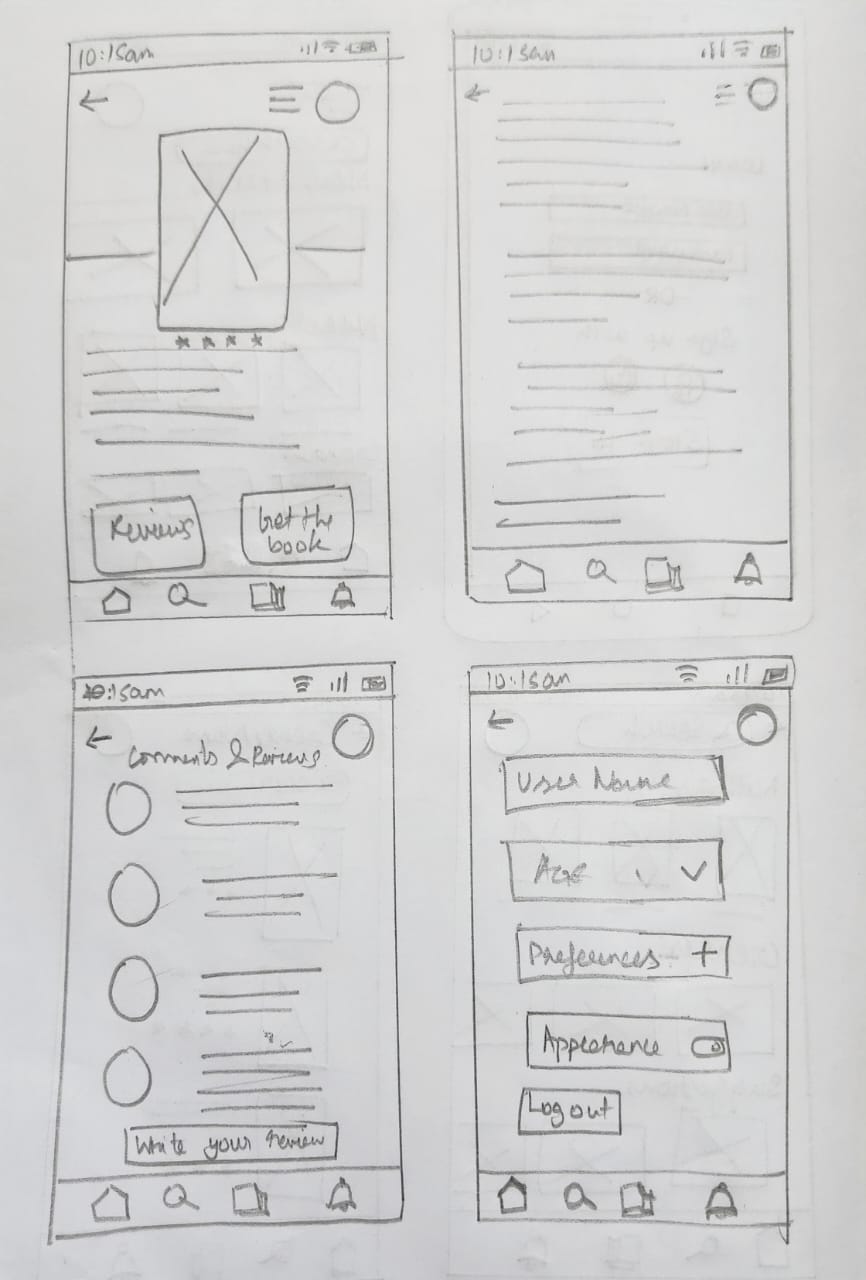 10:15am
Reviews
Get the
book
10:15am
10:15am
Comments & Reviews
Write your review
10:15am
User Name
Age
Preferences +
Appearance
Log out